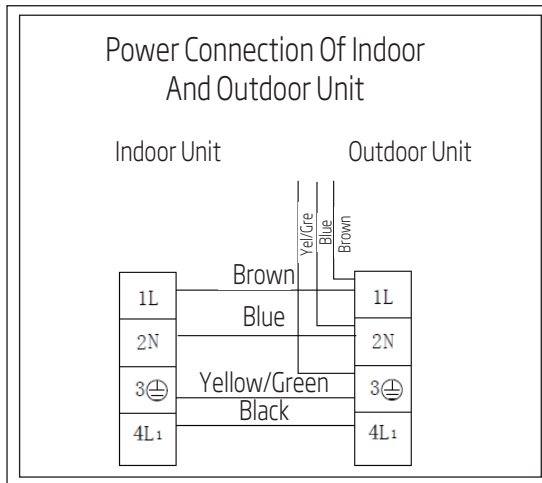 Power Connection Of Indoor
And Outdoor Unit
Indoor Unit
Outdoor Unit
Yel/Gre
Blue
Brown
Brown
1L
1L
Blue
2N
2N
Yellow/Green
3⏚
3⏚
Black
4L1
4L1